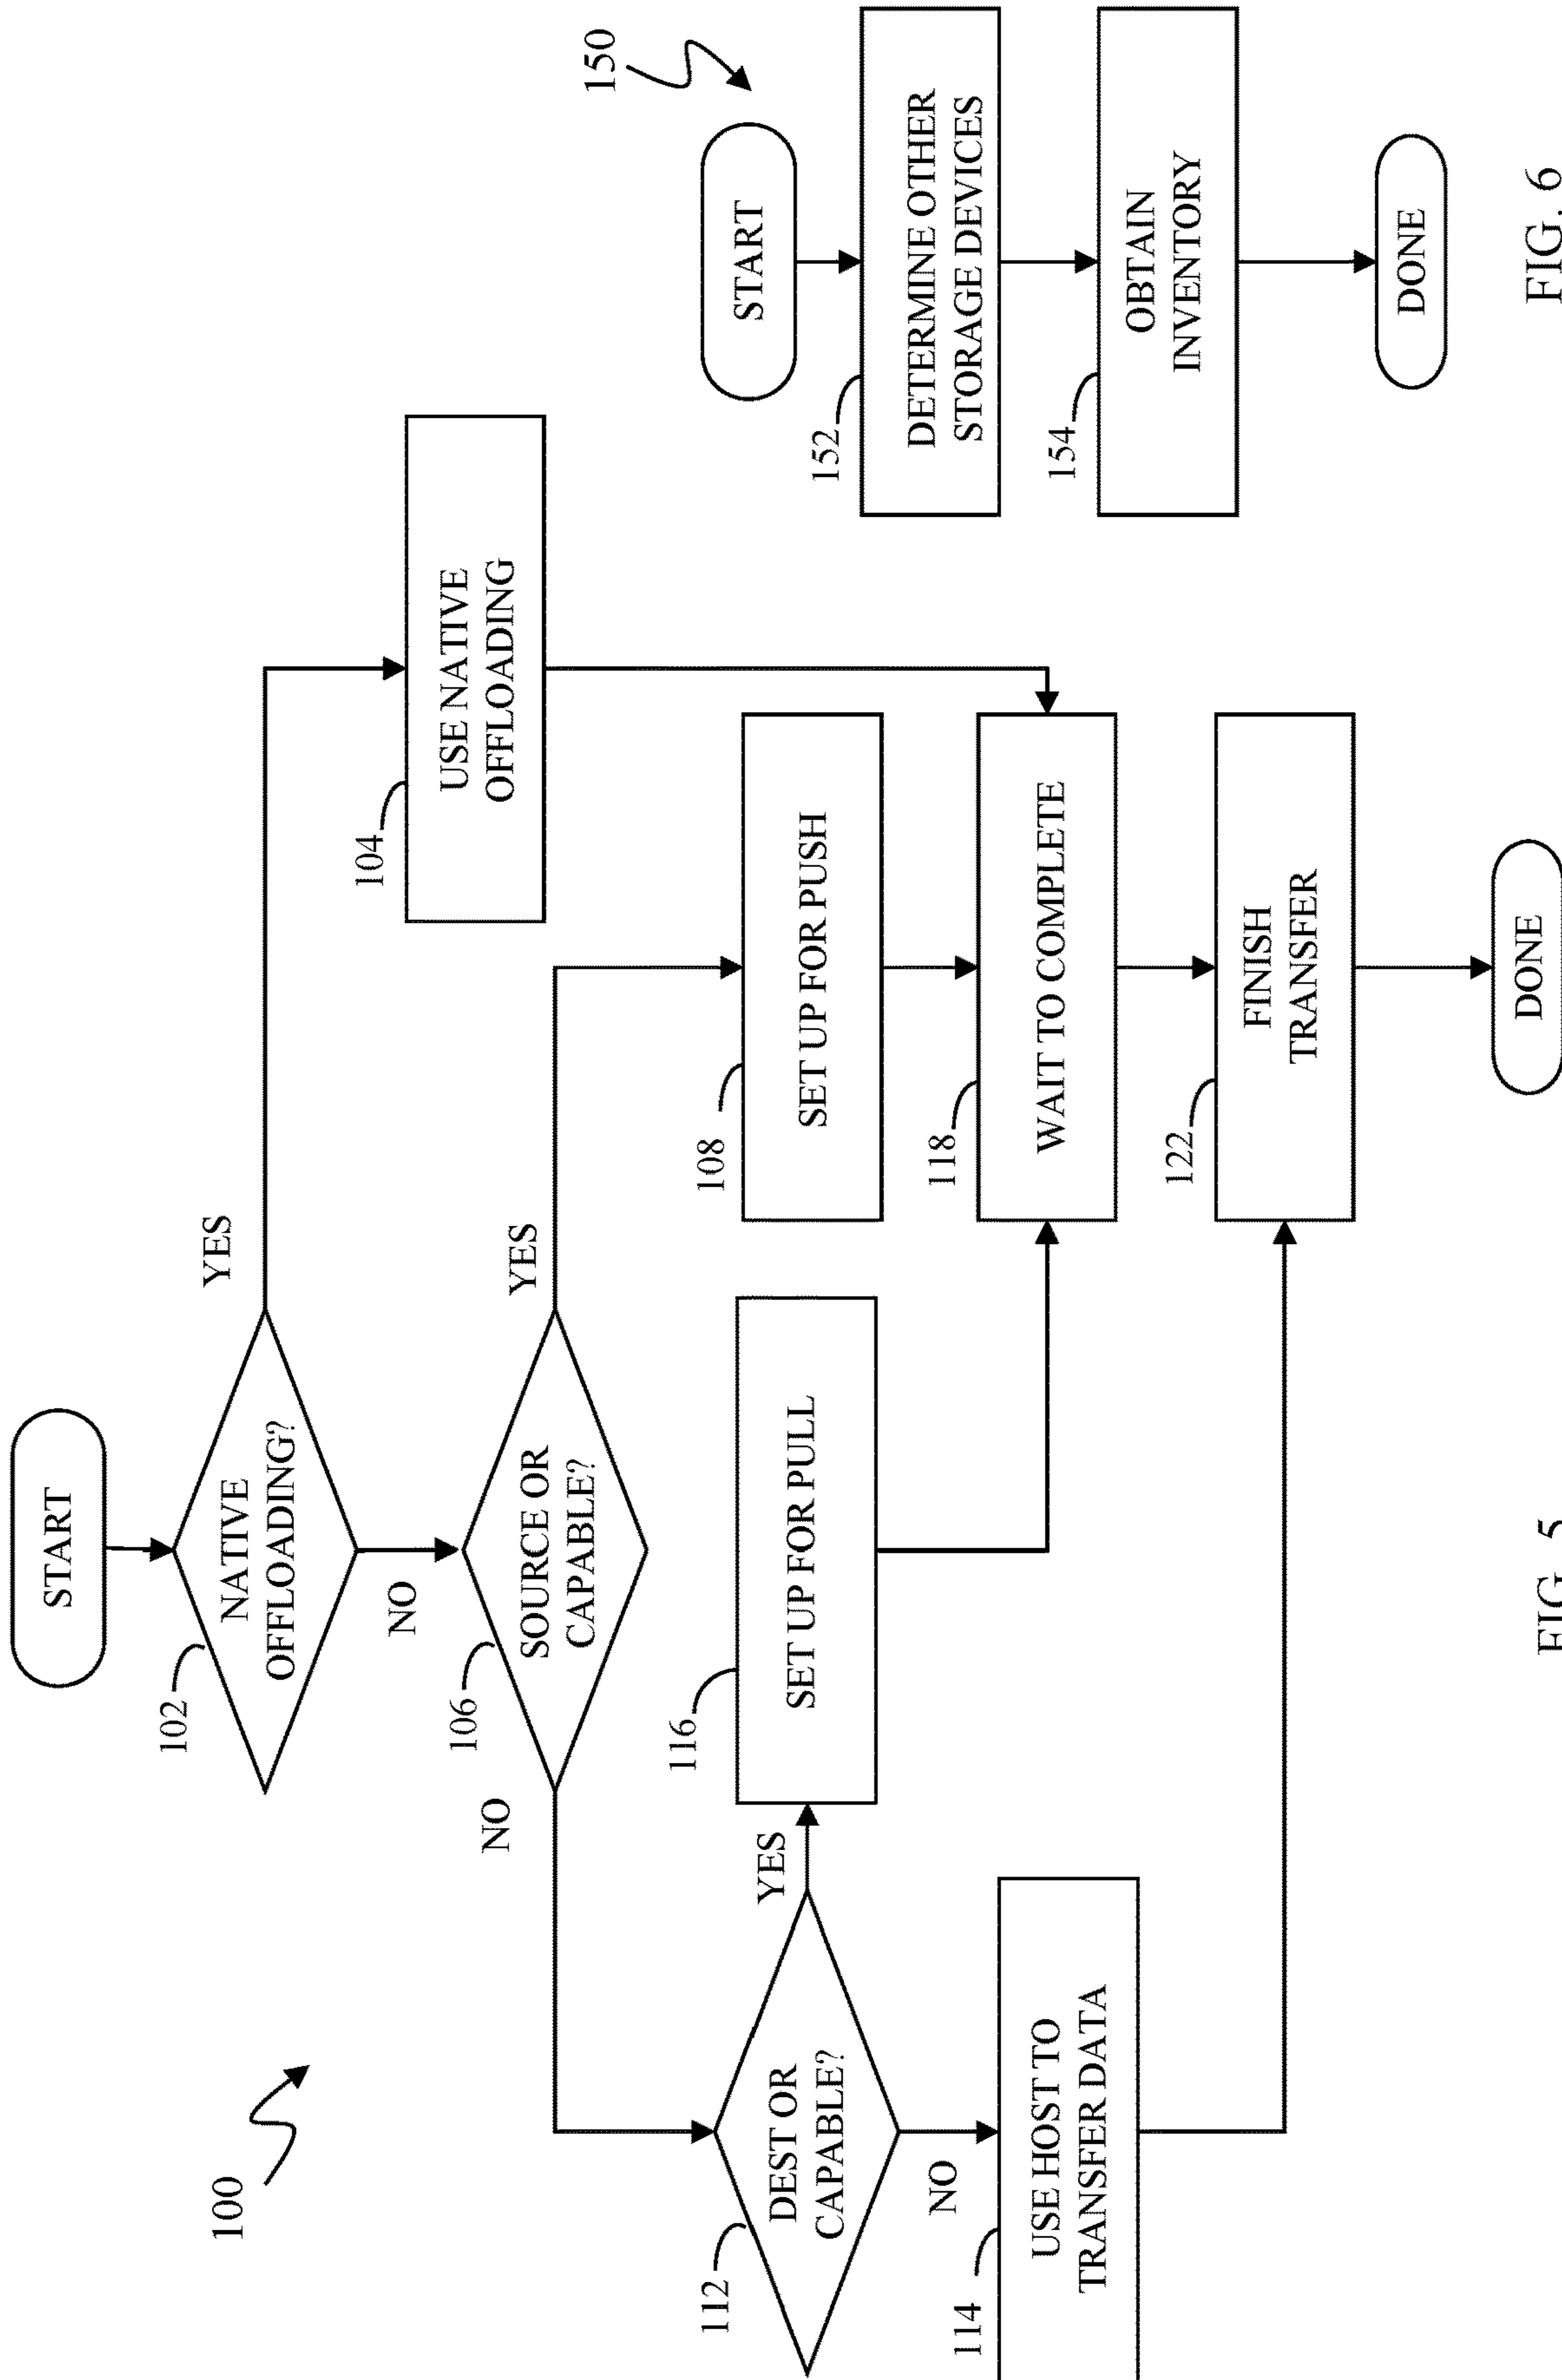 100
START
102
NATIVE
OFFLOADING?
YES
NO
104
USE NATIVE
OFFLOADING
106
SOURCE OR
CAPABLE?
YES
NO
108
SET UP FOR PUSH
112
DEST OR
CAPABLE?
YES
NO
116
SET UP FOR PULL
114
USE HOST TO
TRANSFER DATA
118
WAIT TO COMPLETE
122
FINISH
TRANSFER
DONE
FIG. 5
150
START
152
DETERMINE OTHER
STORAGE DEVICES
154
OBTAIN
INVENTORY
DONE
FIG. 6